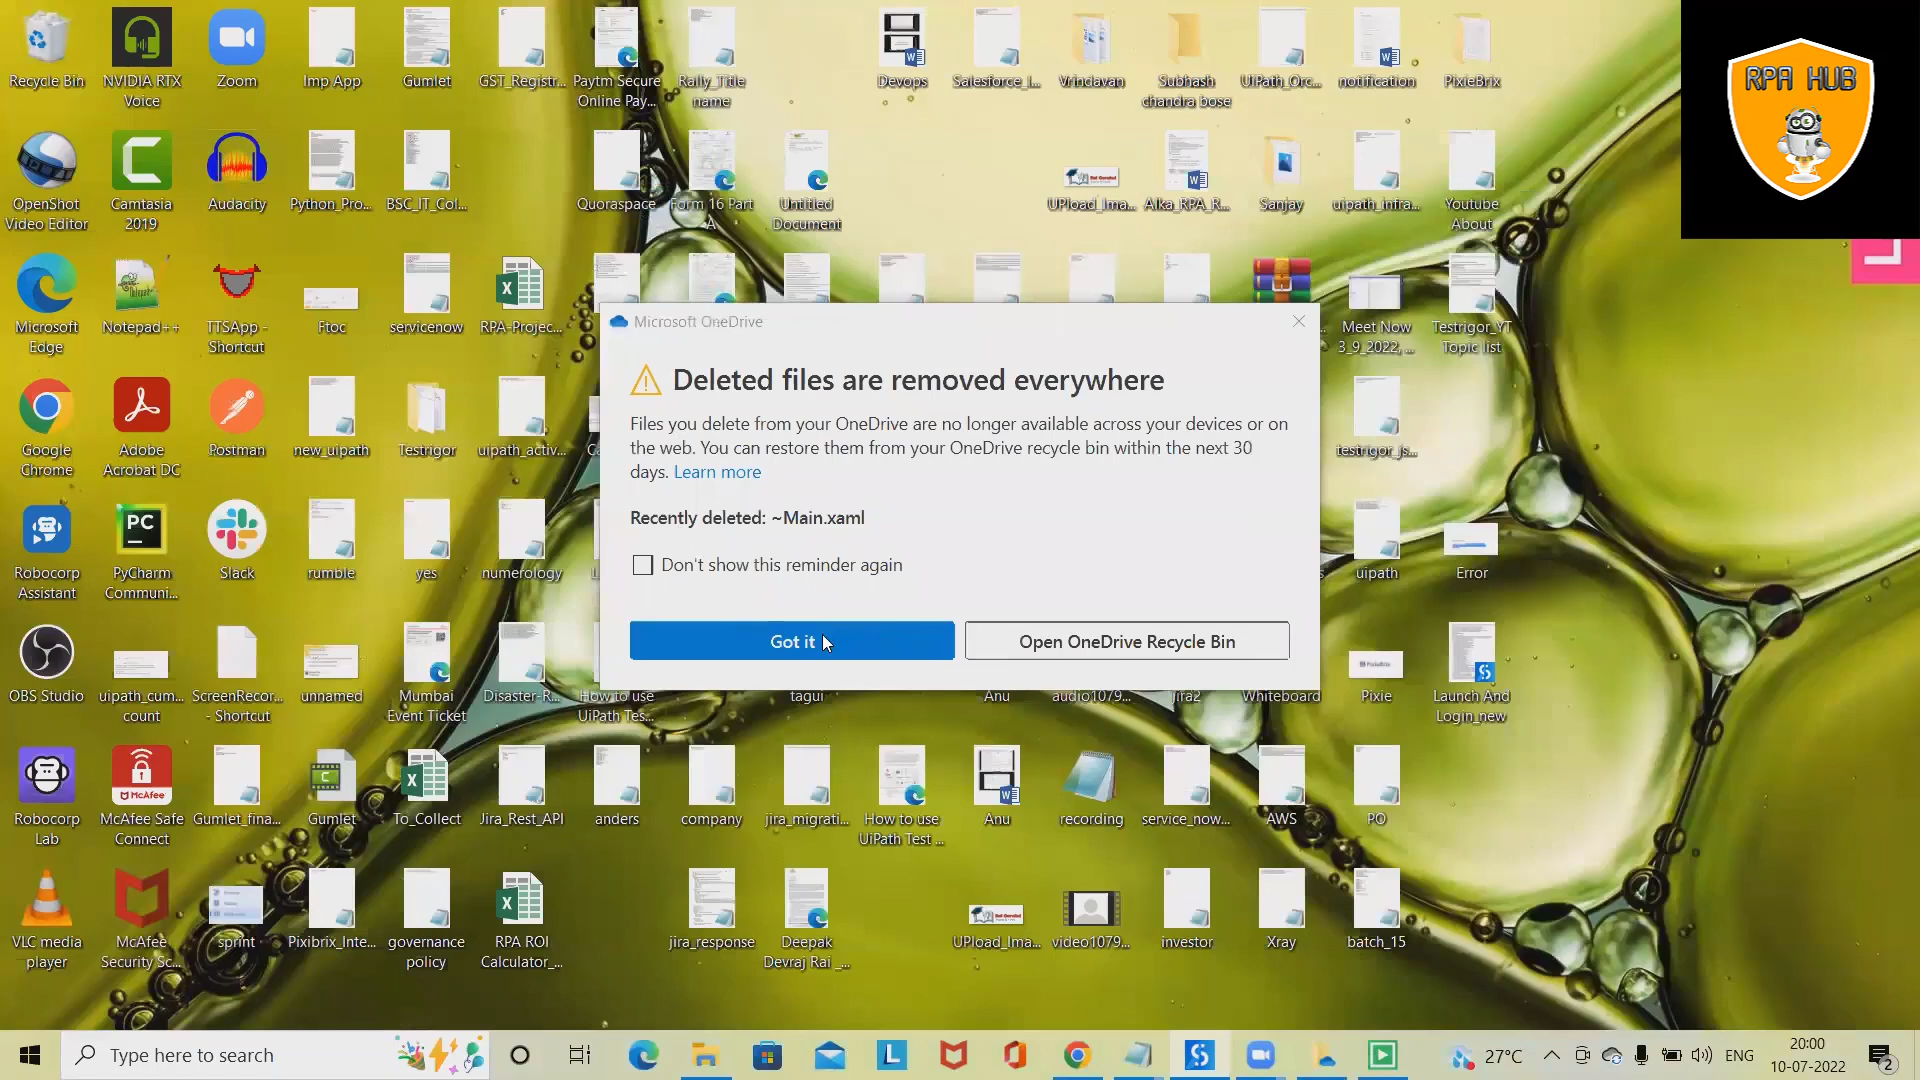 Recycle Bin
NVIDIA RTX
Voice
Zoom
Imp App
Gumlet
GST_Registr...
Paytm Secure
Online Pay...
Rally_Title
name
Devops
Salesforce_I...
Vrindavan
Subhash
chandra bose
UiPath_Orc...
notification
PixieBrix
RPA HUB
OpenShot
Video Editor
Camtasia
2019
Audacity
Python_Pro...
BSC_IT_Col...
Quoraspace
Form 16 Part
A
Untitled
Document
UPload_Ima...
Alka_RPA_R...
Sanjay
uipath_infra...
Youtube
About
Microsoft
Edge
Notepad++
TTSApp -
Shortcut
Ftoc
servicenow
RPA-Projec...
Meet Now
3_9_2022, ...
Testrigor_YT
Topic list
Microsoft OneDrive
Deleted files are removed everywhere
Files you delete from your OneDrive are no longer available across your devices or on
the web. You can restore them from your OneDrive recycle bin within the next 30
days. Learn more
Recently deleted: ~Main.xaml
Don't show this reminder again
Got it
Open OneDrive Recycle Bin
Google
Chrome
Adobe
Acrobat DC
Postman
new_uipath
Testrigor
uipath_activ...
testrigor_js...
Robocorp
Assistant
PyCharm
Communi...
Slack
rumble
yes
numerology
uipath
Error
OBS Studio
uipath_cum...
count
ScreenRecor...
- Shortcut
unnamed
Mumbai
Event Ticket
Disaster-R...
How to use
UiPath Tes...
tagui
Anu
audio1079...
Jira2
Whiteboard
Pixie
Launch And
Login_new
Robocorp
Lab
McAfee Safe
Connect
Gumlet_fina...
Gumlet
To_Collect
Jira_Rest_API
anders
company
jira_migrati...
How to use
UiPath Test ...
Anu
recording
service_now...
AWS
PO
VLC media
player
McAfee
Security Sc...
sprint
Pixibrix_Inte...
governance
policy
RPA ROI
Calculator_...
jira_response
Deepak
Devraj Rai _...
UPload_Ima...
video1079...
investor
Xray
batch_15
Type here to search
27°C
ENG
20:00
10-07-2022
2